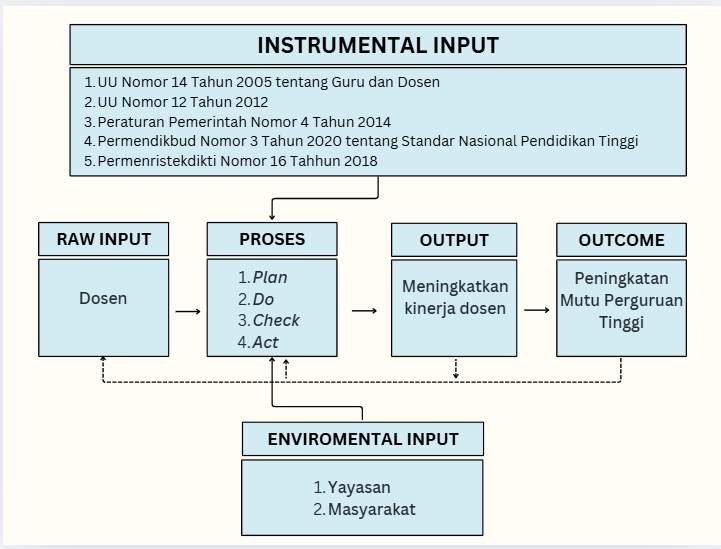 INSTRUMENTAL INPUT
1. UU Nomor 14 Tahun 2005 tentang Guru dan Dosen
2. UU Nomor 12 Tahun 2012
3. Peraturan Pemerintah Nomor 4 Tahun 2014
4. Permendikbud Nomor 3 Tahun 2020 tentang Standar Nasional Pendidikan Tinggi
5. Permenristekdikti Nomor 16 Tahhun 2018
RAW INPUT
Dosen
PROSES
1. Plan
2. Do
3. Check
4. Act
OUTPUT
Meningkatkan
kinerja dosen
OUTCOME
Peningkatan
Mutu Perguruan
Tinggi
ENVIROMENTAL INPUT
1. Yayasan
2. Masyarakat